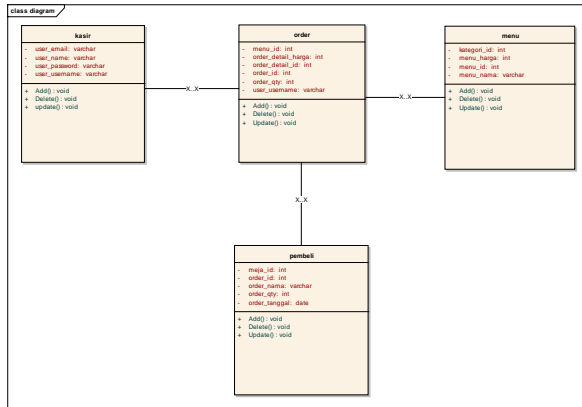 class diagram
kasir
- user_email: varchar
- user_name: varchar
- user_password: varchar
- user_username: varchar
+ Add() : void
+ Delete() : void
+ update() : void
X..X
order
- menu_id: int
- order_detail_harga: int
- order_detail_id: int
- order_id: int
- order_qty: int
- user_username: varchar
+ Add() : void
+ Delete() : void
+ Update() : void
X..X
menu
- kategori_id: int
- menu_harga: int
- menu_id: int
- menu_nama: varchar
+ Add() : void
+ Delete() : void
+ Update() : void
X..X
pembeli
- meja_id: int
- order_id: int
- order_nama: varchar
- order_qty: int
- order_tanggal: date
+ Add() : void
+ Delete() : void
+ Update() : void